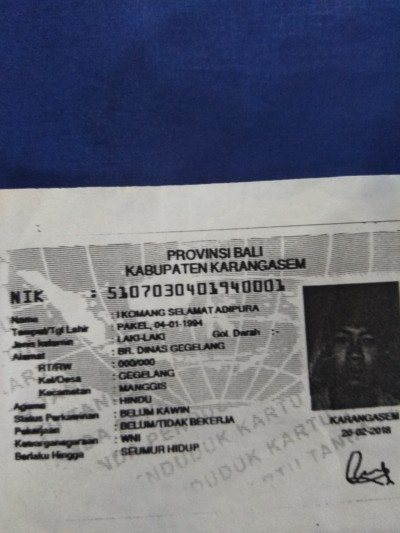 PROVINSI BALI
KABUPATEN KARANGASEM
NIK : 5107030401940001
Nama : I KOMANG SELAMAT ADIPURA
Tempat/Tgl Lahir : PAKEL, 04-01-1994
Jenis kelamin : LAKI-LAKI Gol. Darah : -
Alamat : BR. DINAS GEGELANG
RT/RW : 000/000
Kel/Desa : GEGELANG
Kecamatan : MANGGIS
Agama : HINDU
Status Perkawinan : BELUM KAWIN
Pekerjaan : BELUM/TIDAK BEKERJA
Kewarganegaraan : WNI
Berlaku Hingga : SEUMUR HIDUP
KARANGASEM
20-02-2018